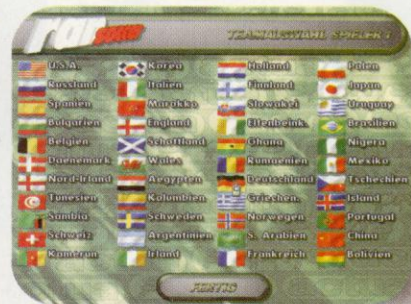 TEAMAUSWAHL SPIELER 1
U.S.A. Korea Holland Polen
Russland Italien Finnland Japan
Spanien Marokko Slowakei Uruguay
Bulgarien England Elfenbeink. Brasilien
Belgien Schottland Ghana Nigera
Daenemark Wales Rumaenien Mexiko
Nord-Irland Aegypten Deutschland Tschechien
Tunesien Kolumbien Griechen. Island
Sambia Schweden Norwegen Portugal
Schweiz Argentinien S. Arabien China
Kamerun Irland Frankreich Bolivien
FERTIG